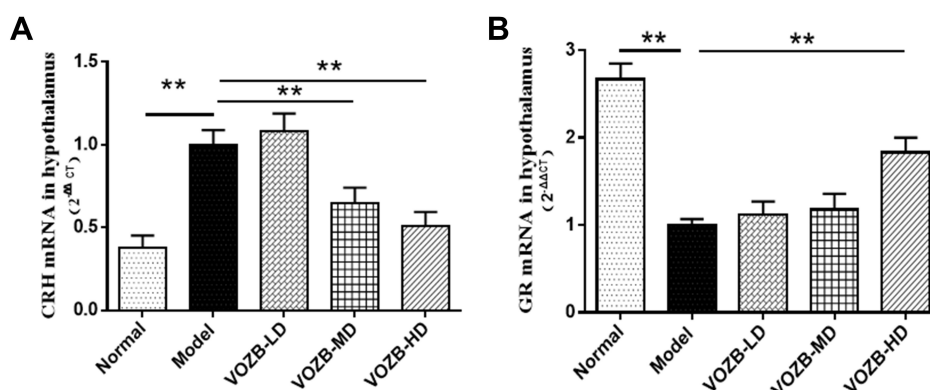 A
CRH mRNA in hypothalamus
(2-ΔΔCT)
1.5
1.0
0.5
0.0
**
**
**
Normal
Model
VOZB-LD
VOZB-MD
VOZB-HD
B
GR mRNA in hypothalamus
(2-ΔΔCT)
3
2
1
0
**
**
Normal
Model
VOZB-LD
VOZB-MD
VOZB-HD